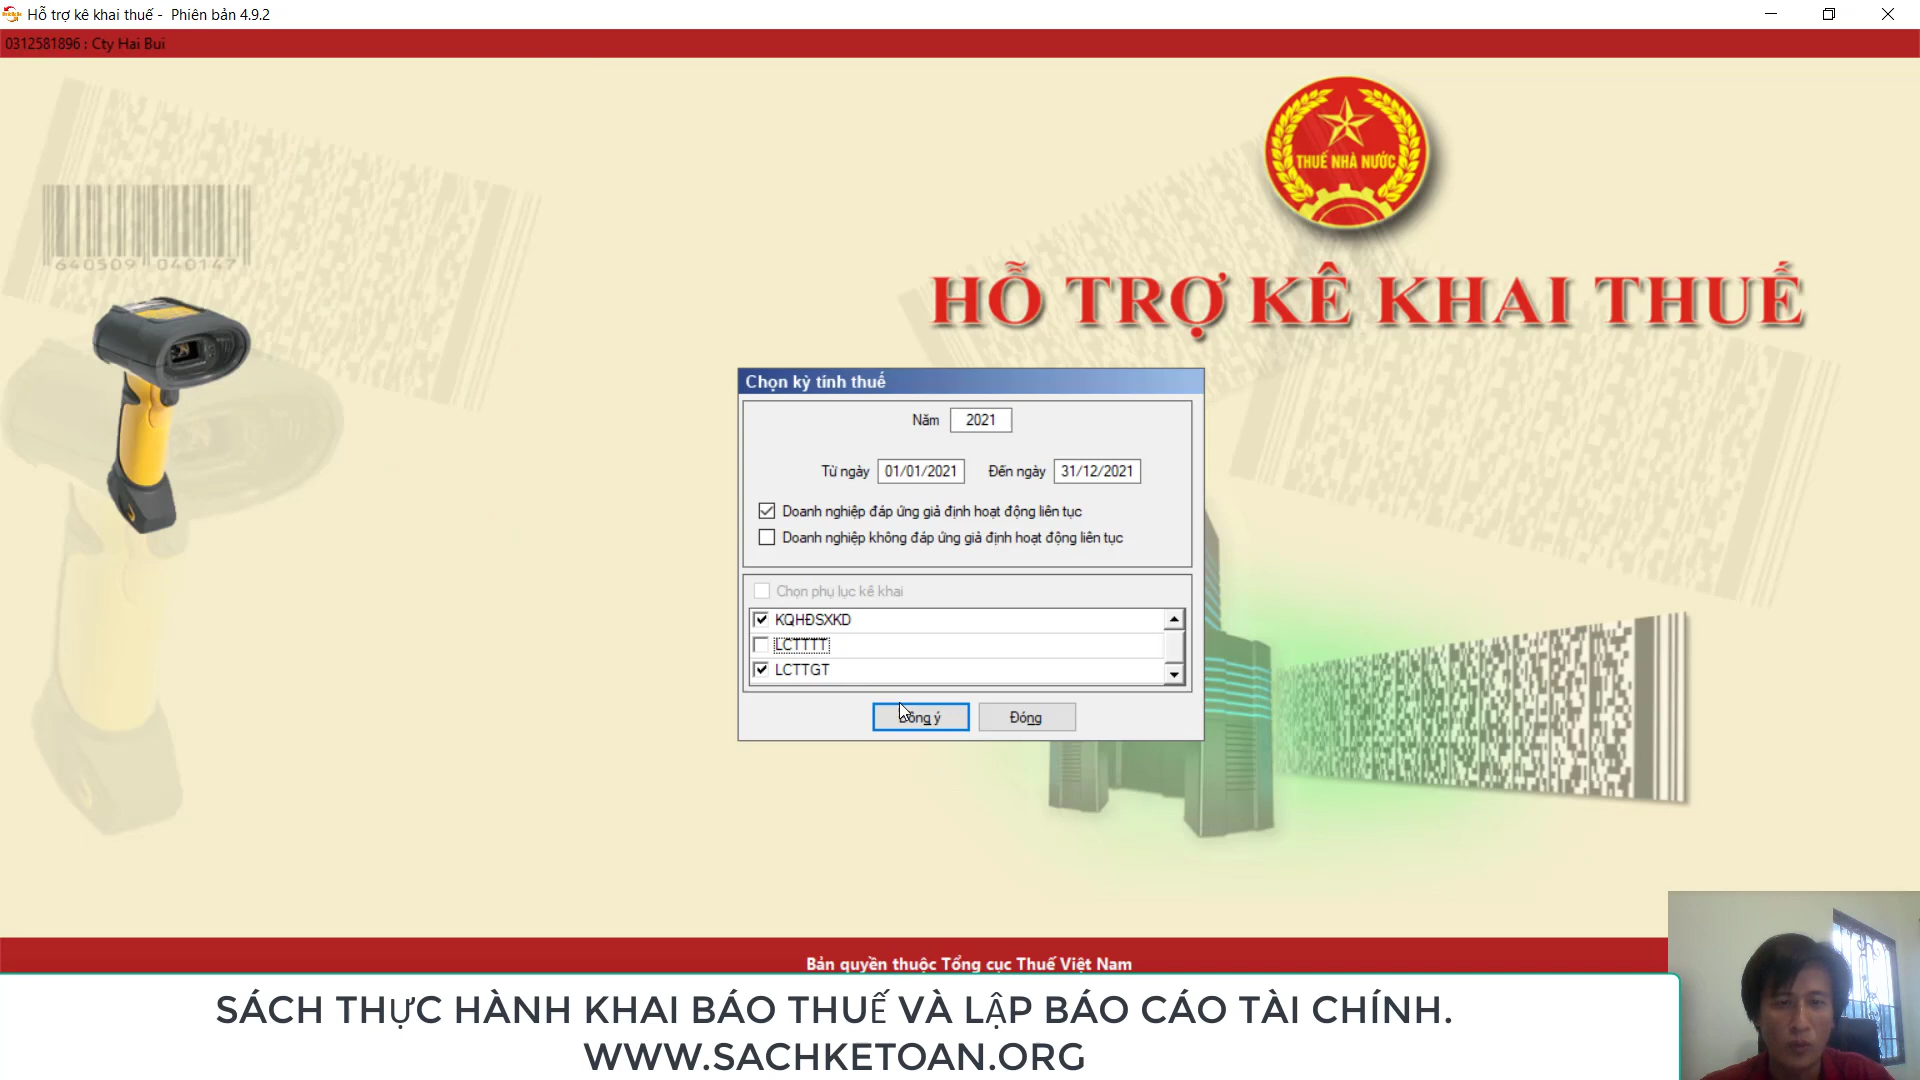 Hỗ trợ kê khai thuế - Phiên bản 4.9.2
0312581896 : Cty Hai Bui
640509 040147
THUẾ NHÀ NƯỚC
HỖ TRỢ KÊ KHAI THUẾ
Chọn kỳ tính thuế
Năm 2021
Từ ngày 01/01/2021 Đến ngày 31/12/2021
Doanh nghiệp đáp ứng giả định hoạt động liên tục
Doanh nghiệp không đáp ứng giả định hoạt động liên tục
Chọn phụ lục kê khai
KQHĐSXKD
LCTTTT
LCTTGT
Đồng ý Đóng
Bản quyền thuộc Tổng cục Thuế Việt Nam
SÁCH THỰC HÀNH KHAI BÁO THUẾ VÀ LẬP BÁO CÁO TÀI CHÍNH.
WWW.SACHKETOAN.ORG